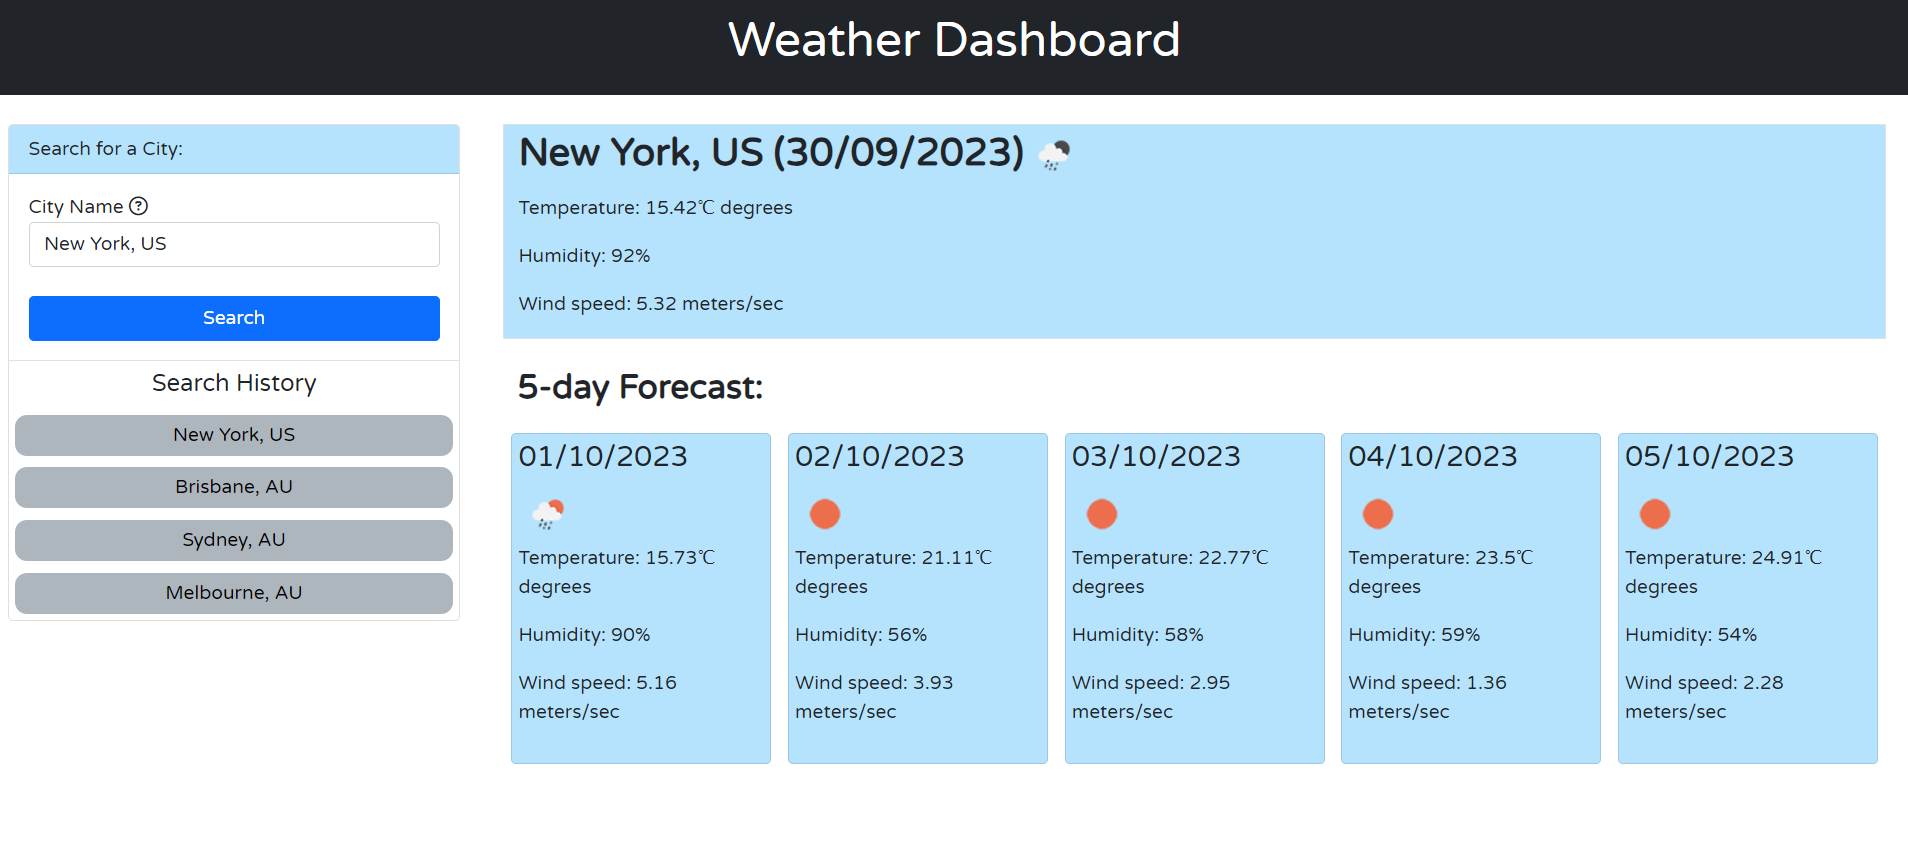 Weather Dashboard
Search for a City:
City Name
New York, US
Search
Search History
New York, US
Brisbane, AU
Sydney, AU
Melbourne, AU
New York, US (30/09/2023)
Temperature: 15.42℃ degrees
Humidity: 92%
Wind speed: 5.32 meters/sec
5-day Forecast:
01/10/2023
Temperature: 15.73℃
degrees
Humidity: 90%
Wind speed: 5.16
meters/sec
02/10/2023
Temperature: 21.11℃
degrees
Humidity: 56%
Wind speed: 3.93
meters/sec
03/10/2023
Temperature: 22.77℃
degrees
Humidity: 58%
Wind speed: 2.95
meters/sec
04/10/2023
Temperature: 23.5℃
degrees
Humidity: 59%
Wind speed: 1.36
meters/sec
05/10/2023
Temperature: 24.91℃
degrees
Humidity: 54%
Wind speed: 2.28
meters/sec